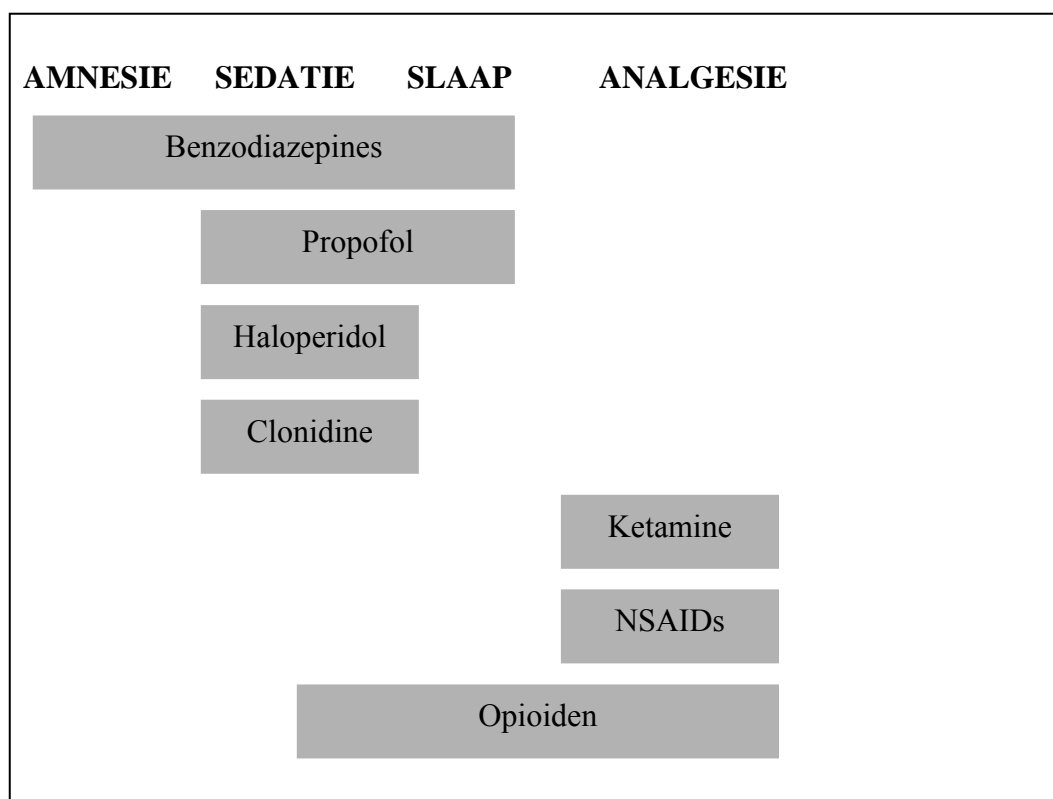 AMNESIE SEDATIE SLAAP ANALGESIE
Benzodiazepines
Propofol
Haloperidol
Clonidine
Ketamine
NSAIDs
Opioiden